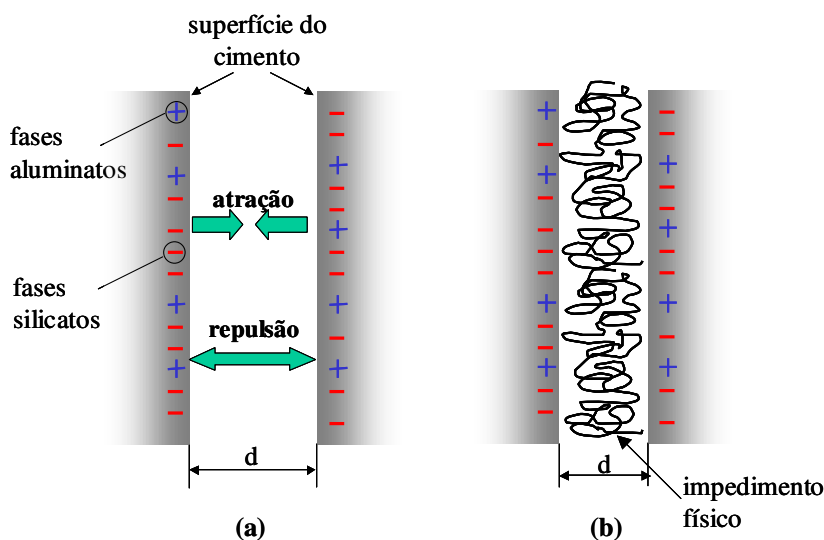 superfície do
cimento
fases
aluminatos
atração
fases
silicatos
repulsão
d
(a)
d
impedimento
físico
(b)